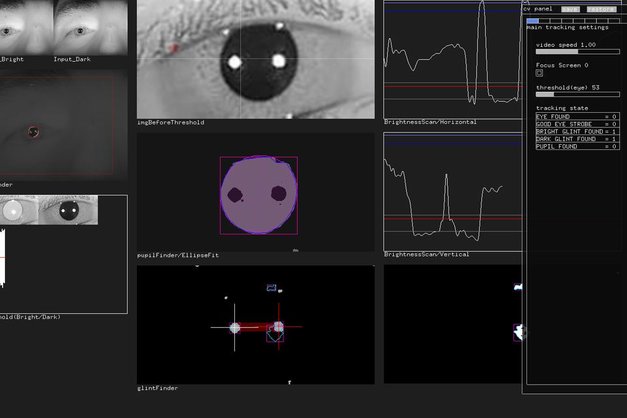 _Bright
Input_Dark
imgBeforeThreshold
BrightnessScan/Horizontal
nder
pupilFinder/EllipseFit
BrightnessScan/Vertical
old(Bright/Dark)
glintFinder
cv panel
save
restore
main tracking settings
video speed 1.00
Focus Screen 0
threshold(eye) 53
tracking state
EYE FOUND = 0
GOOD EYE STROBE = 0
BRIGHT GLINT FOUND = 1
DARK GLINT FOUND = 1
PUPIL FOUND = 0